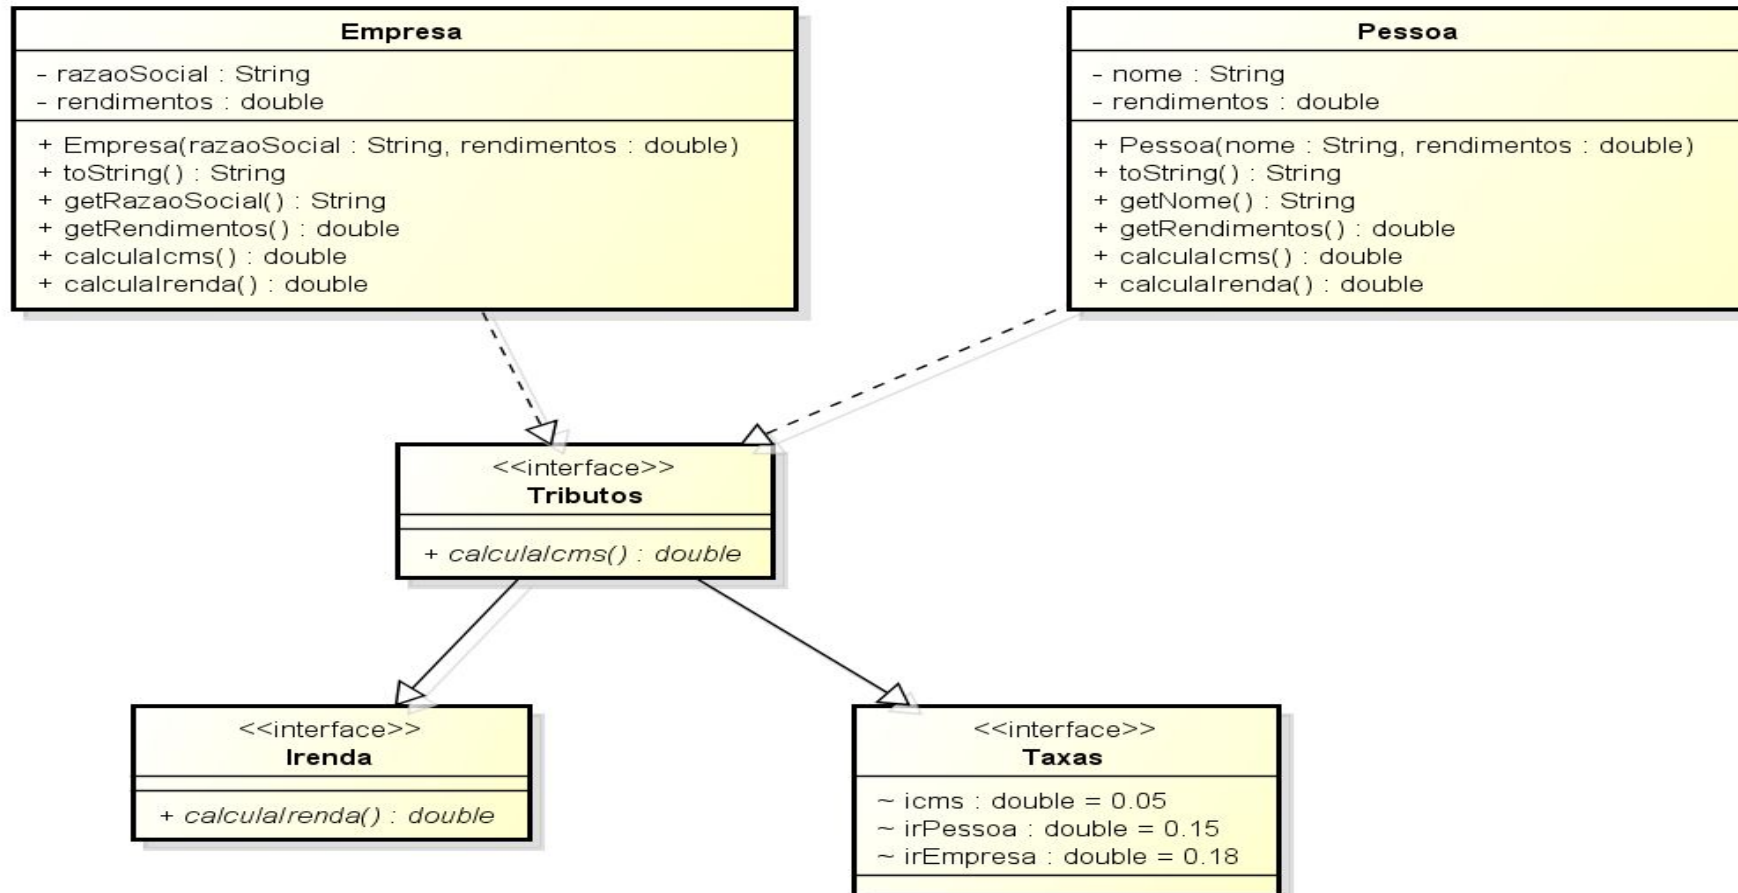 Empresa
- razaoSocial : String
- rendimentos : double
+ Empresa(razaoSocial : String, rendimentos : double)
+ toString() : String
+ getRazaoSocial() : String
+ getRendimentos() : double
+ calculaIcms() : double
+ calculaIrenda() : double
Pessoa
- nome : String
- rendimentos : double
+ Pessoa(nome : String, rendimentos : double)
+ toString() : String
+ getNome() : String
+ getRendimentos() : double
+ calculaIcms() : double
+ calculaIrenda() : double
<<interface>>
Tributos
+ calculaIcms() : double
<<interface>>
Irenda
+ calculaIrenda() : double
<<interface>>
Taxas
~ icms : double = 0.05
~ irPessoa : double = 0.15
~ irEmpresa : double = 0.18